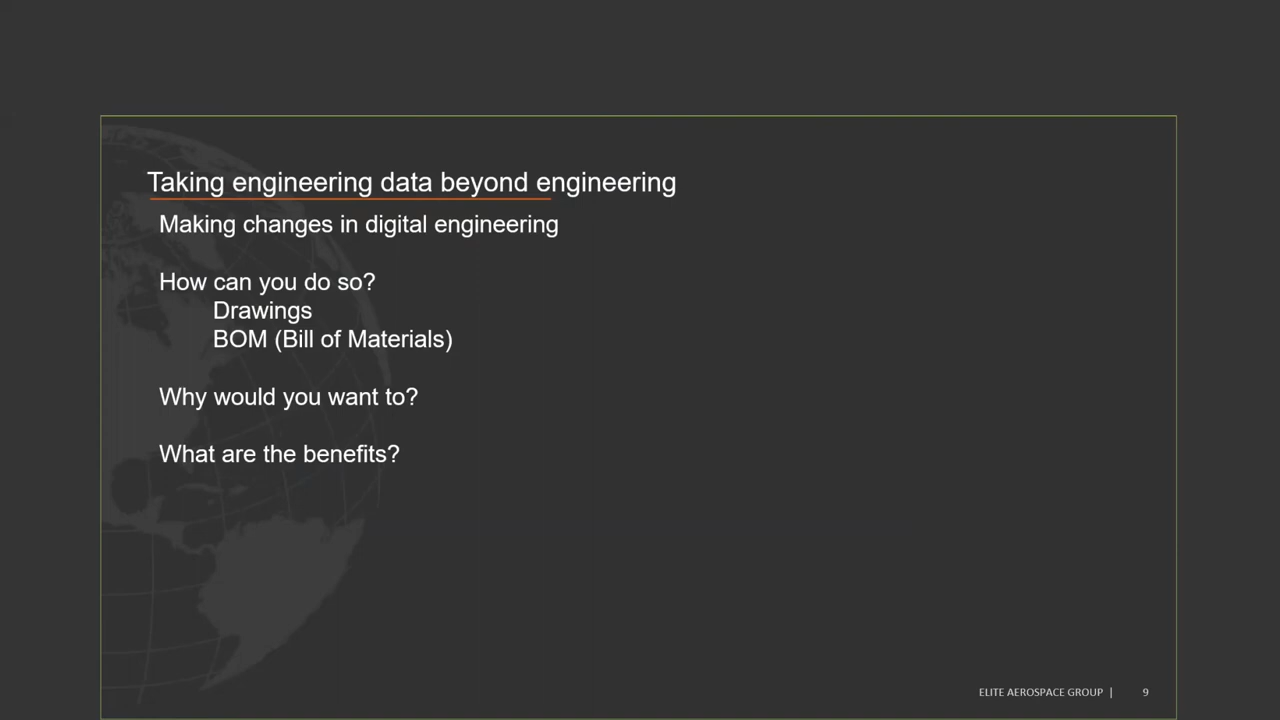 Taking engineering data beyond engineering
Making changes in digital engineering
How can you do so?
Drawings
BOM (Bill of Materials)
Why would you want to?
What are the benefits?
ELITE AEROSPACE GROUP | 9